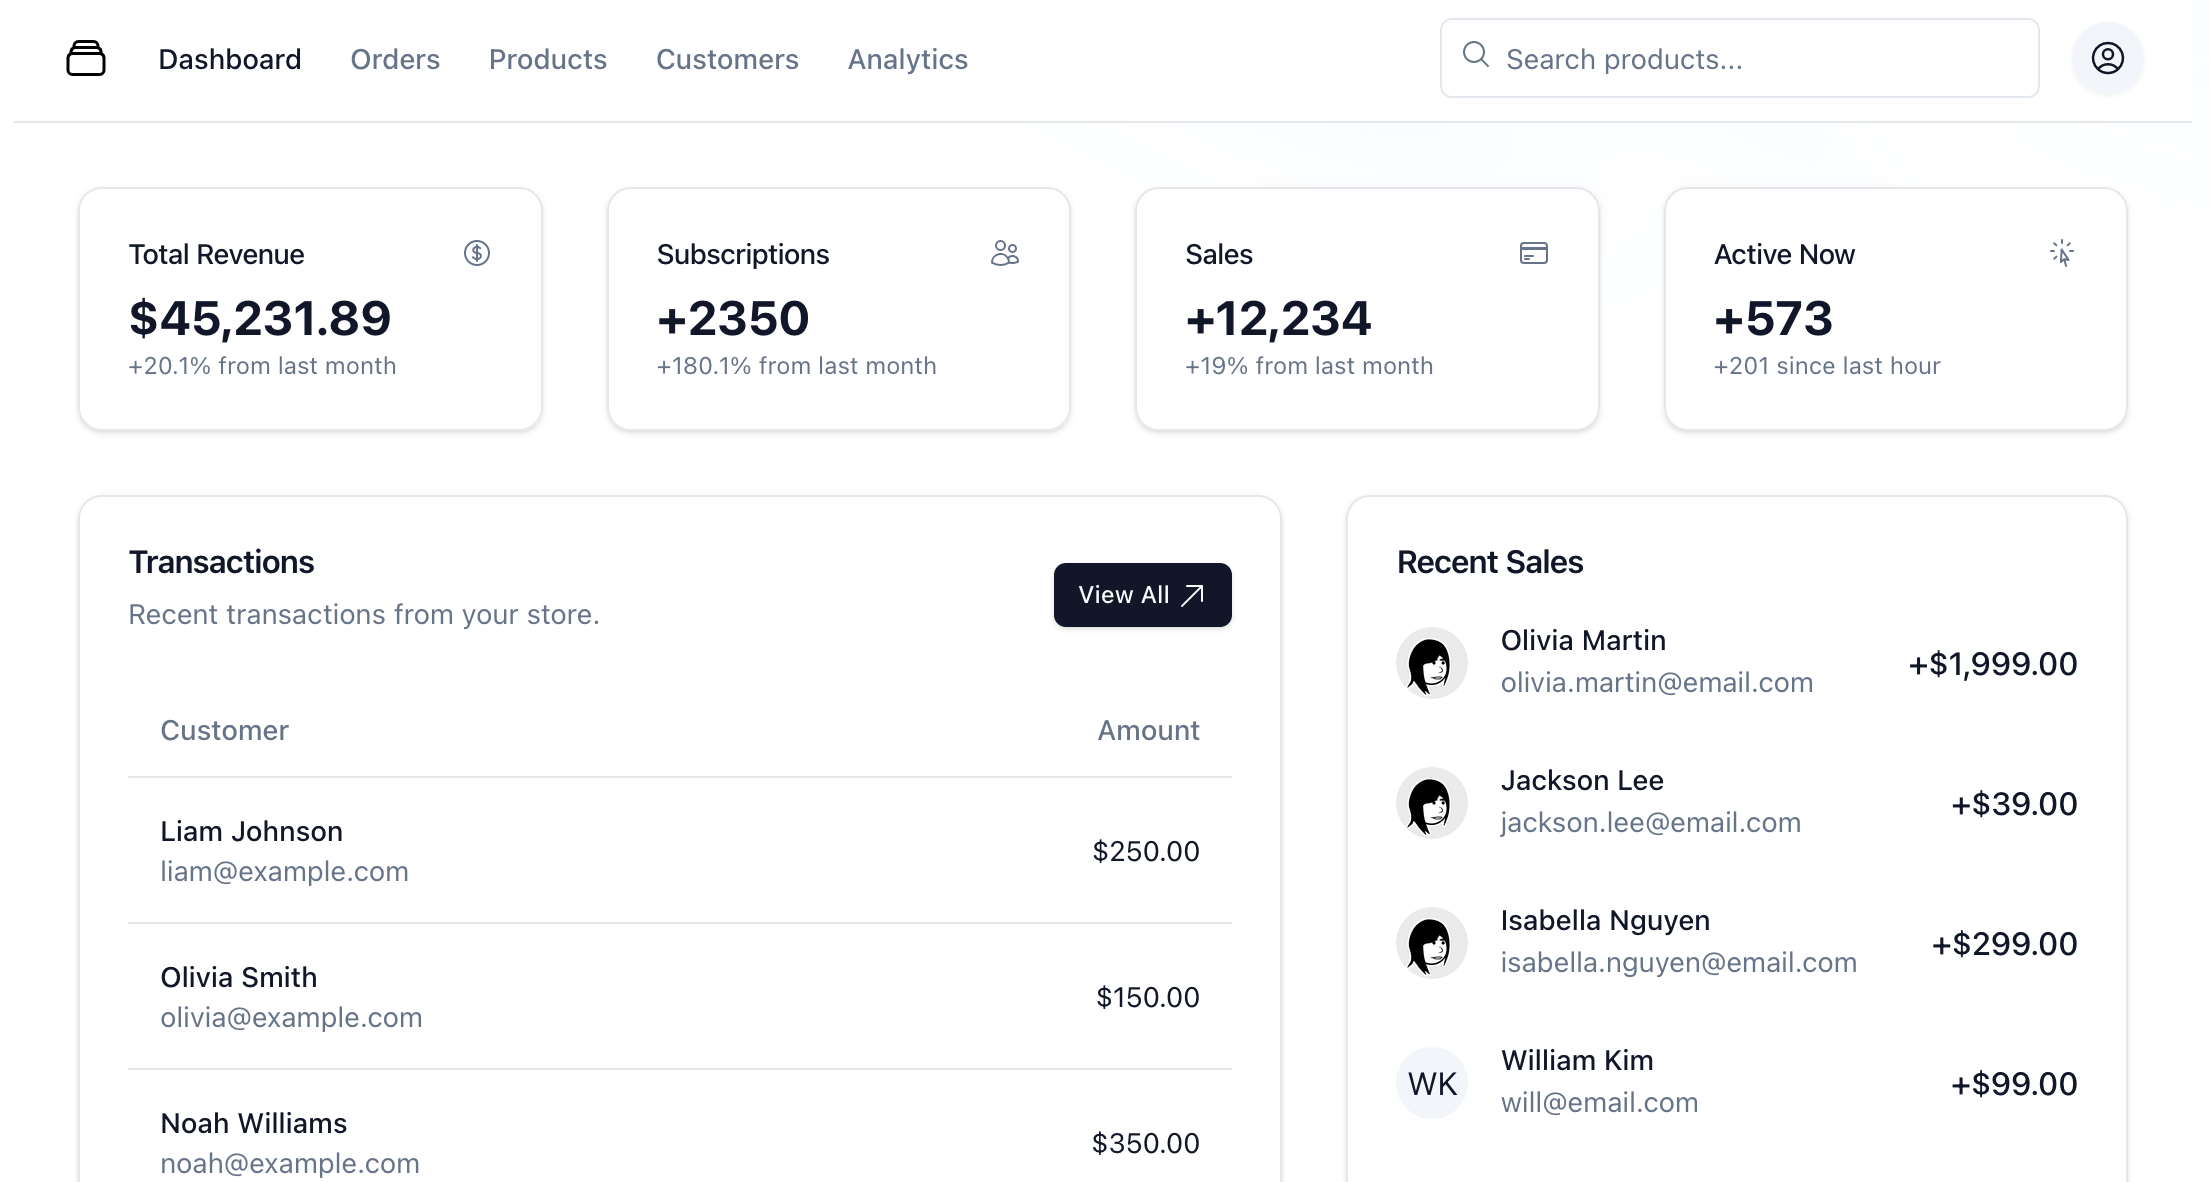 Dashboard Orders Products Customers Analytics Search products...
Total Revenue
$45,231.89
+20.1% from last month
Subscriptions
+2350
+180.1% from last month
Sales
+12,234
+19% from last month
Active Now
+573
+201 since last hour
Transactions
Recent transactions from your store.
View All
Customer Amount
Liam Johnson
liam@example.com
$250.00
Olivia Smith
olivia@example.com
$150.00
Noah Williams
noah@example.com
$350.00
Recent Sales
Olivia Martin
olivia.martin@email.com
+$1,999.00
Jackson Lee
jackson.lee@email.com
+$39.00
Isabella Nguyen
isabella.nguyen@email.com
+$299.00
WK
William Kim
will@email.com
+$99.00